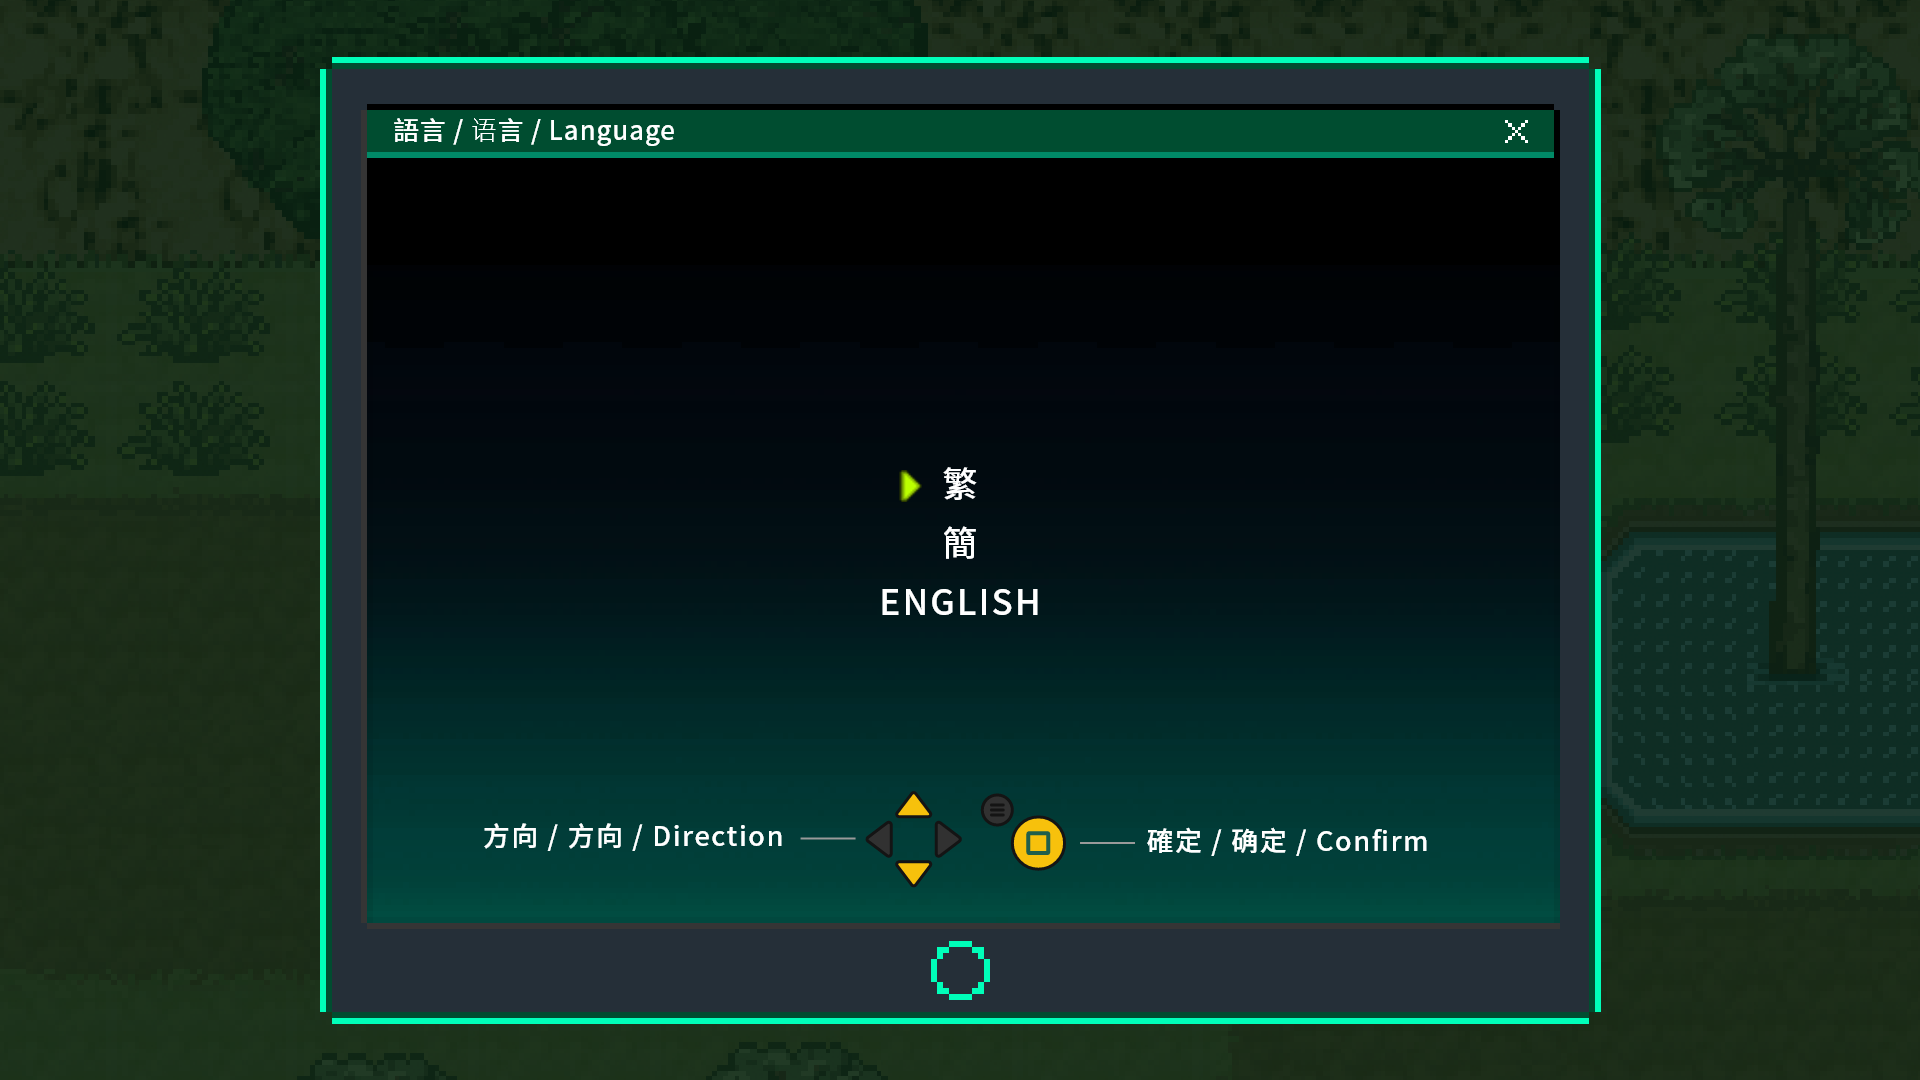 語言 / 语言 / Language
繁
簡
ENGLISH
方向 / 方向 / Direction
確定 / 确定 / Confirm